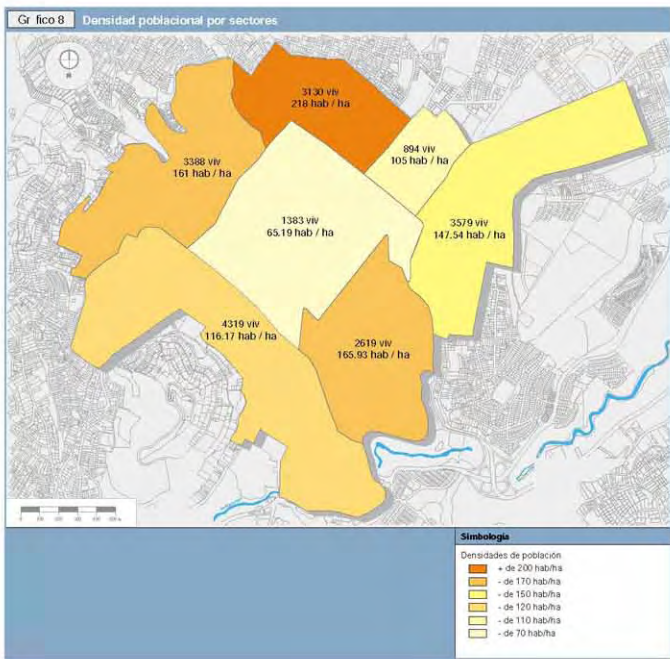 Gr fico 8 Densidad poblacional por sectores
3130 viv
218 hab / ha
894 viv
105 hab / ha
3388 viv
161 hab / ha
1383 viv
65.19 hab / ha
3579 viv
147.54 hab / ha
4319 viv
116.17 hab / ha
2619 viv
165.93 hab / ha
Simbología
Densidades de población
+ de 200 hab/ha
- de 170 hab/ha
- de 150 hab/ha
- de 120 hab/ha
- de 110 hab/ha
- de 70 hab/ha